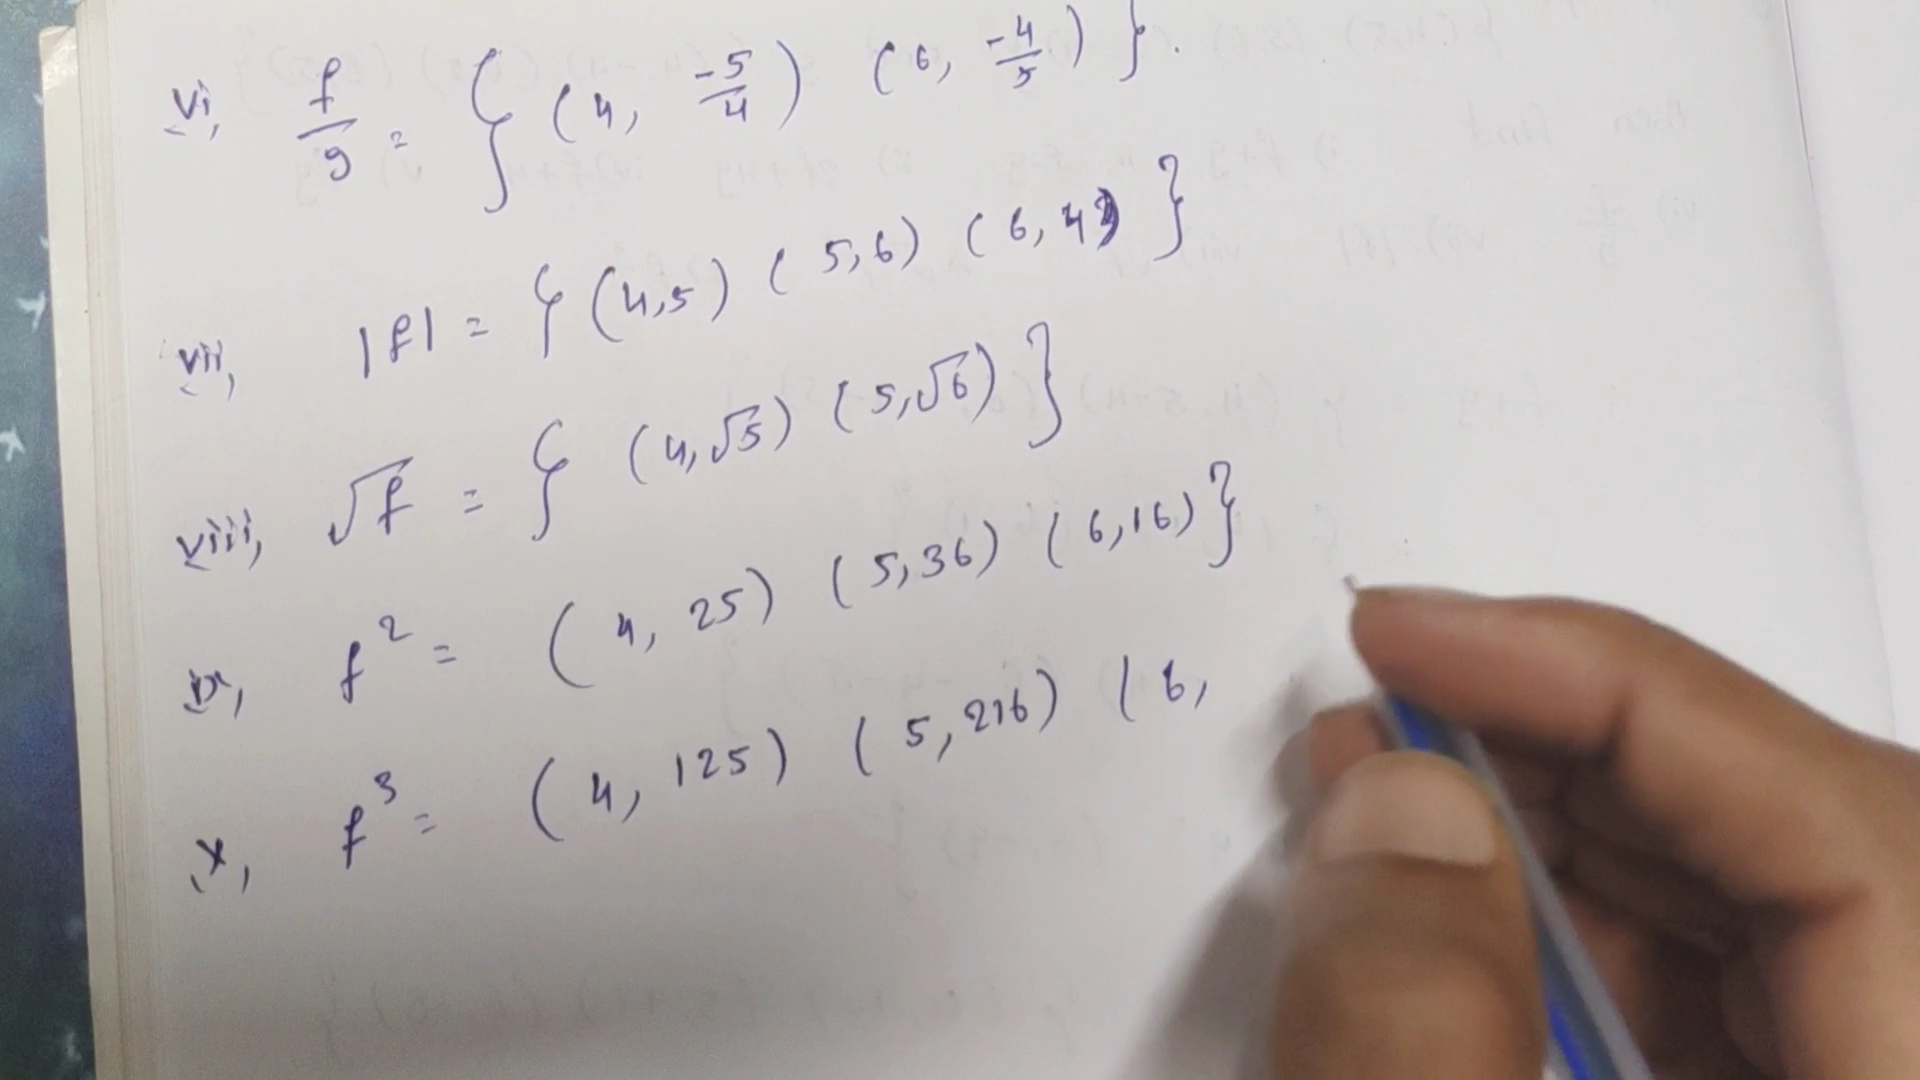 vi, f/g = { (4, -5/4) (6, -4/5) }.
vii, |f| = { (4,5) (5,6) (6,4) }
viii, √f = { (4,√5) (5,√6) }
ix, f² = (4, 25) (5,36) (6,16) }
x, f³ = (4, 125) (5,216) (6,